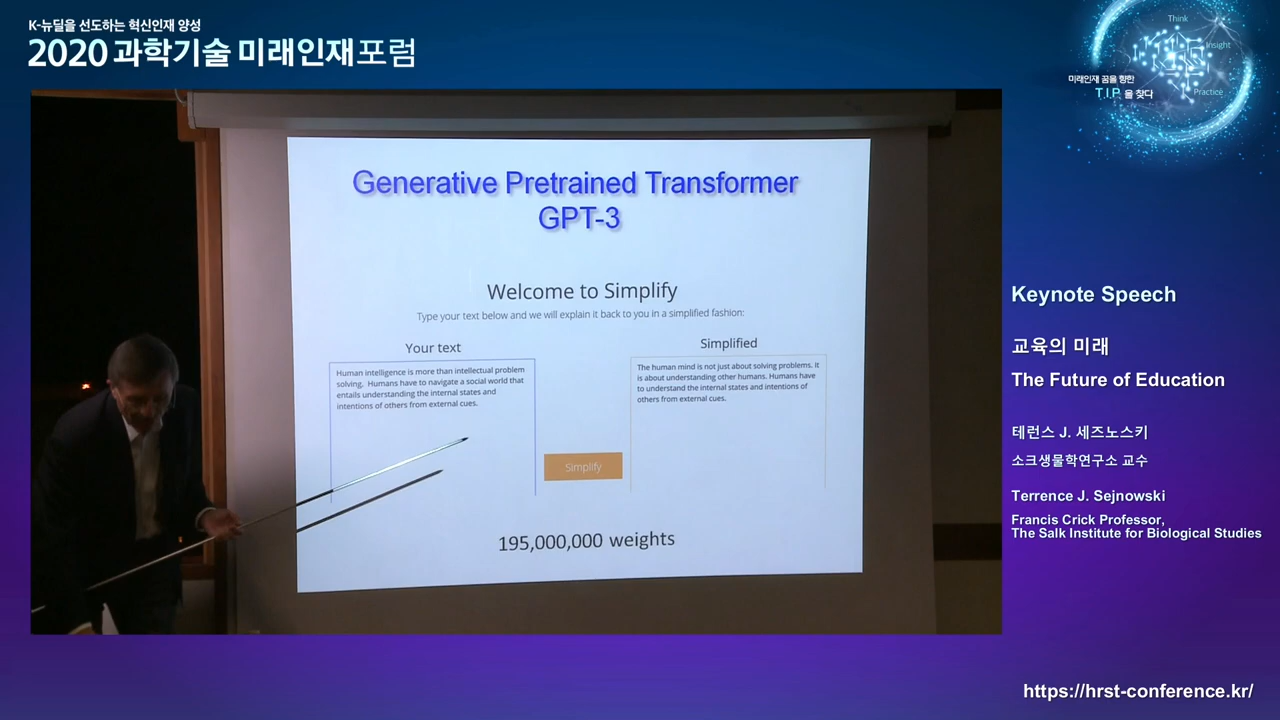 K-뉴딜을 선도하는 혁신인재 양성
2020 과학기술 미래인재포럼
Think
Insight
미래인재 꿈을 향한
T.I.P 을 찾다
Practice
Generative Pretrained Transformer
GPT-3
Welcome to Simplify
Type your text below and we will explain it back to you in a simplified fashion:
Your text
Human intelligence is more than intellectual problem
solving. Humans have to navigate a social world that
entails understanding the internal states and
intentions of others from external cues.
Simplify
Simplified
The human mind is not just about solving problems. It
is about understanding other humans. Humans have
to understand the internal states and intentions of
others from external cues.
195,000,000 weights
Keynote Speech
교육의 미래
The Future of Education
테런스 J. 세즈노스키
소크생물학연구소 교수
Terrence J. Sejnowski
Francis Crick Professor,
The Salk Institute for Biological Studies
https://hrst-conference.kr/